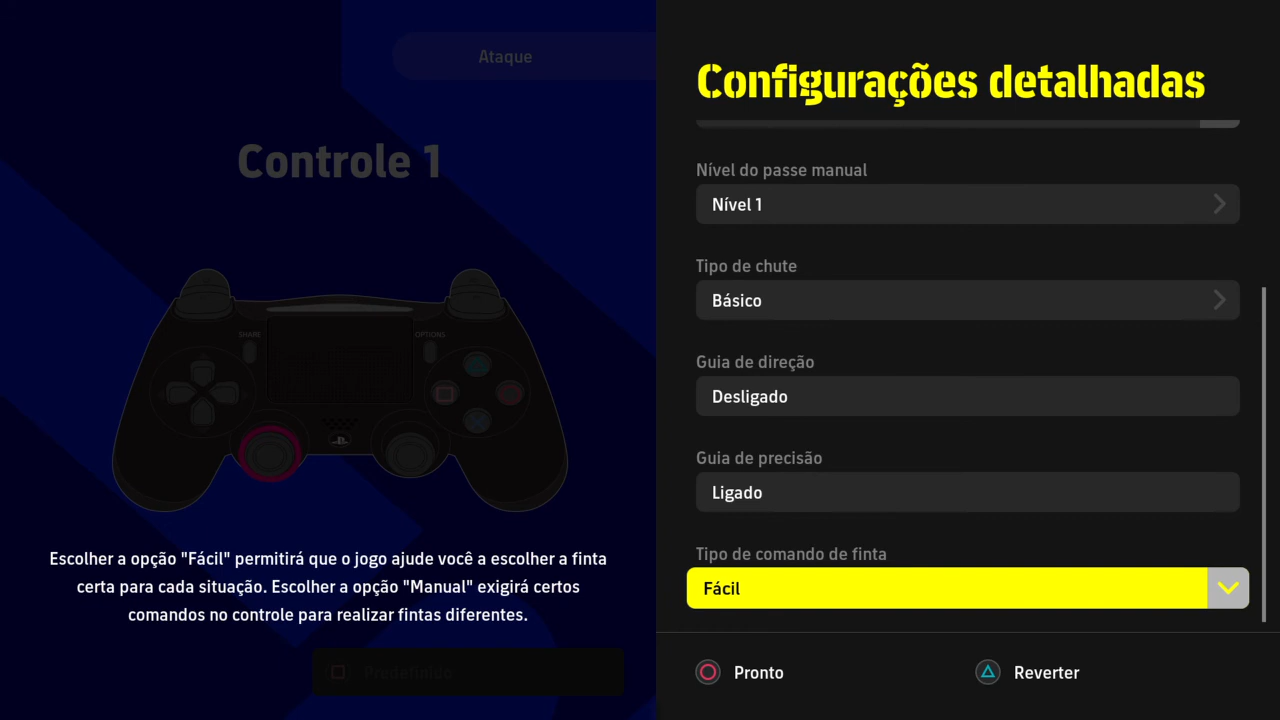 Ataque
Controle 1
SHARE
OPTIONS
Escolher a opção "Fácil" permitirá que o jogo ajude você a escolher a finta
certa para cada situação. Escolher a opção "Manual" exigirá certos
comandos no controle para realizar fintas diferentes.
Predefinido
Configurações detalhadas
Nível do passe manual
Nível 1
Tipo de chute
Básico
Guia de direção
Desligado
Guia de precisão
Ligado
Tipo de comando de finta
Fácil
Pronto
Reverter